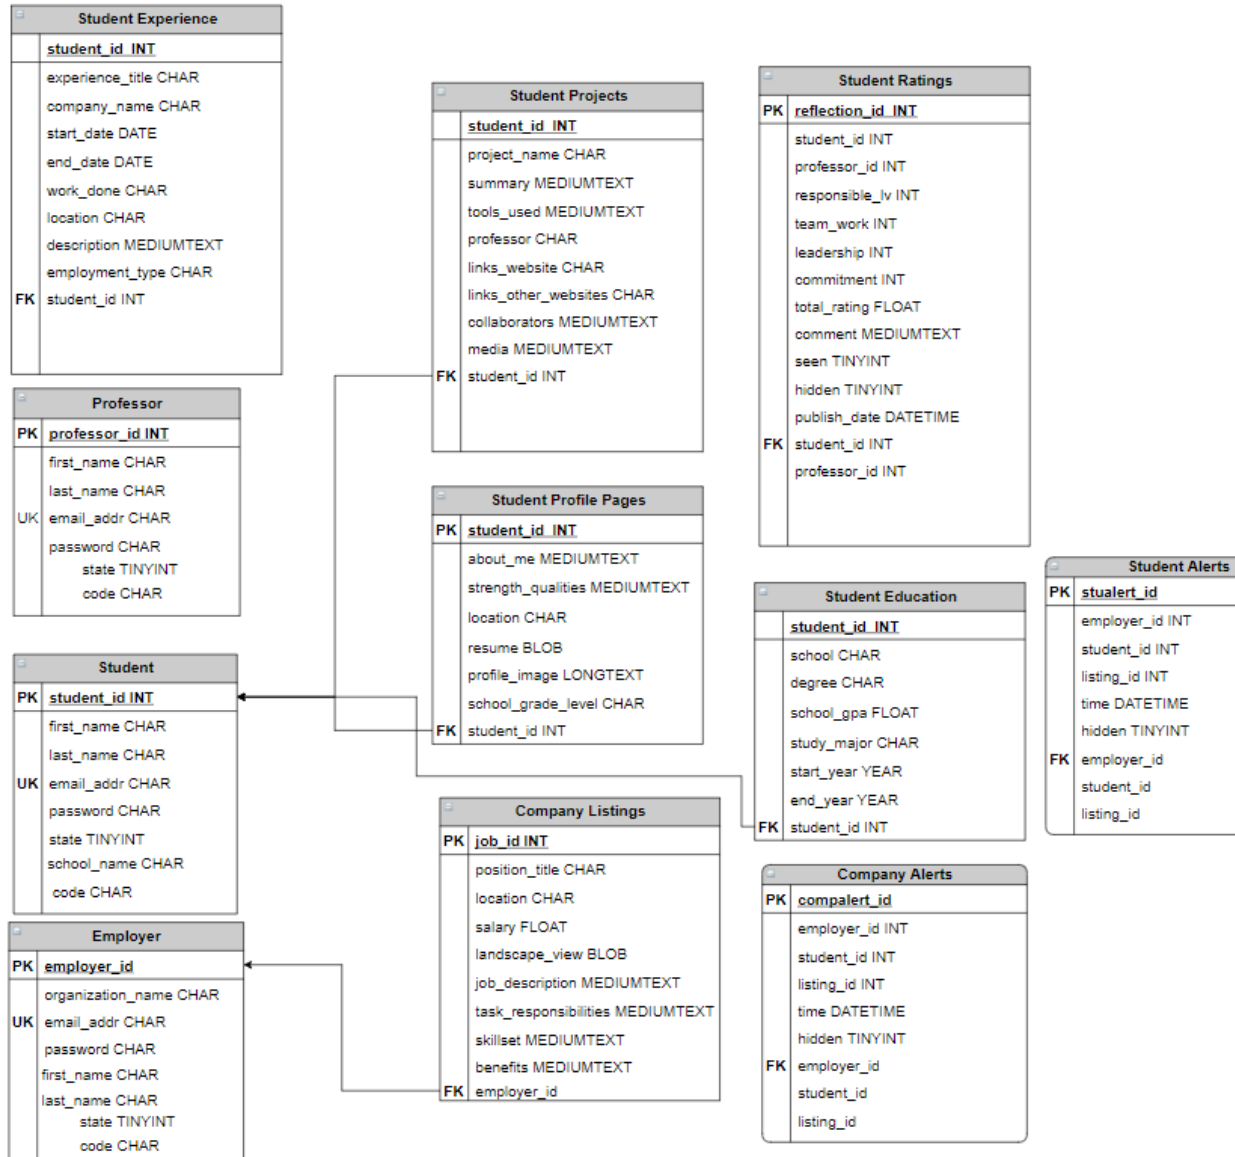 Student Experience
student_id INT
experience_title CHAR
company_name CHAR
start_date DATE
end_date DATE
work_done CHAR
location CHAR
description MEDIUMTEXT
employment_type CHAR
FK student_id INT
Professor
PK professor_id INT
first_name CHAR
last_name CHAR
UK email_addr CHAR
password CHAR
state TINYINT
code CHAR
Student
PK student_id INT
first_name CHAR
last_name CHAR
UK email_addr CHAR
password CHAR
state TINYINT
school_name CHAR
code CHAR
Employer
PK employer_id
organization_name CHAR
UK email_addr CHAR
password CHAR
first_name CHAR
last_name CHAR
state TINYINT
code CHAR
Student Projects
student_id INT
project_name CHAR
summary MEDIUMTEXT
tools_used MEDIUMTEXT
professor CHAR
links_website CHAR
links_other_websites CHAR
collaborators MEDIUMTEXT
media MEDIUMTEXT
FK student_id INT
Student Profile Pages
PK student_id INT
about_me MEDIUMTEXT
strength_qualities MEDIUMTEXT
location CHAR
resume BLOB
profile_image LONGTEXT
school_grade_level CHAR
FK student_id INT
Company Listings
PK job_id INT
position_title CHAR
location CHAR
salary FLOAT
landscape_view BLOB
job_description MEDIUMTEXT
task_responsibilities MEDIUMTEXT
skillset MEDIUMTEXT
benefits MEDIUMTEXT
FK employer_id
Student Ratings
PK reflection_id INT
student_id INT
professor_id INT
responsible_lv INT
team_work INT
leadership INT
commitment INT
total_rating FLOAT
comment MEDIUMTEXT
seen TINYINT
hidden TINYINT
publish_date DATETIME
FK student_id INT
professor_id INT
Student Education
student_id INT
school CHAR
degree CHAR
school_gpa FLOAT
study_major CHAR
start_year YEAR
end_year YEAR
FK student_id INT
Company Alerts
PK compalert_id
employer_id INT
student_id INT
listing_id INT
time DATETIME
hidden TINYINT
FK employer_id
student_id
listing_id
Student Alerts
PK stualert_id
employer_id INT
student_id INT
listing_id INT
time DATETIME
hidden TINYINT
FK employer_id
student_id
listing_id